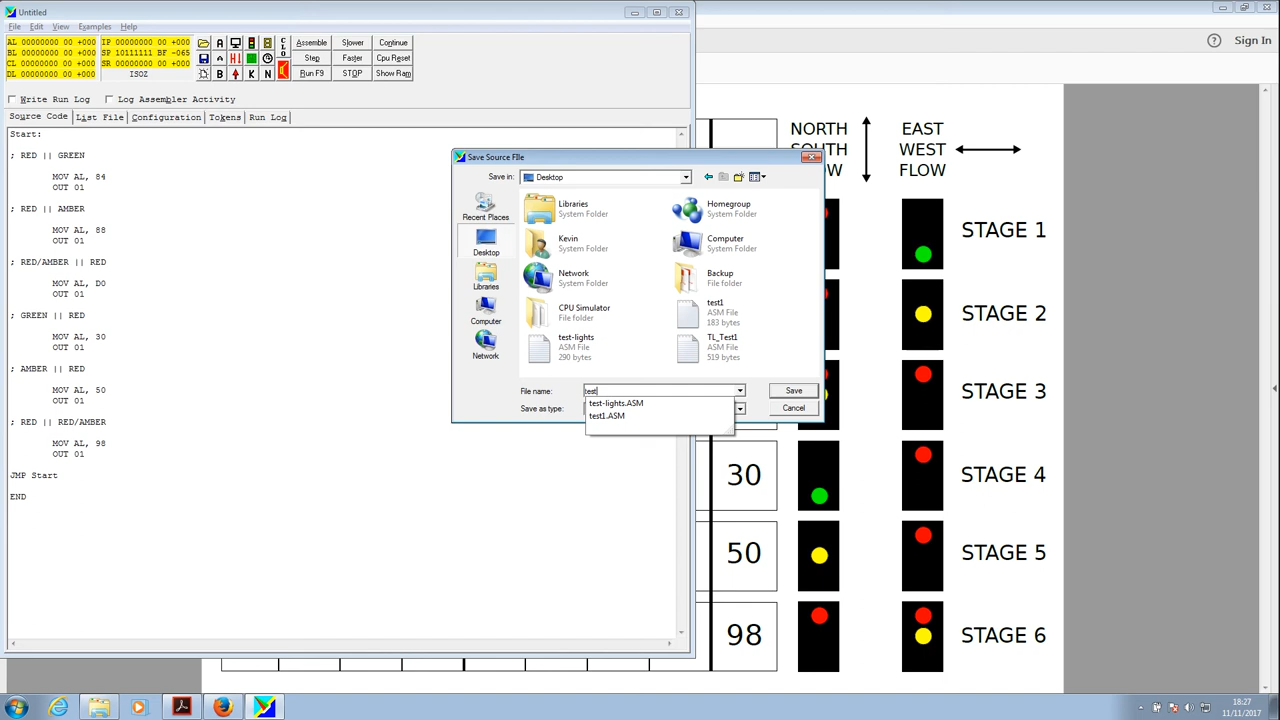 Untitled
File Edit View Examples Help
AL 00000000 00 +000 IP 00000000 00 +000
BL 00000000 00 +000 SP 10111111 BF -065
CL 00000000 00 +000 SR 00000000 00 +000
DL 00000000 00 +000 ISOZ
A
B
K
N
CLO
Assemble Slower Continue
Step Faster Cpu Reset
Run F9 STOP Show Ram
Write Run Log Log Assembler Activity
Source Code List File Configuration Tokens Run Log
Start:
; RED || GREEN
MOV AL, 84
OUT 01
; RED || AMBER
MOV AL, 88
OUT 01
; RED/AMBER || RED
MOV AL, D0
OUT 01
; GREEN || RED
MOV AL, 30
OUT 01
; AMBER || RED
MOV AL, 50
OUT 01
; RED || RED/AMBER
MOV AL, 98
OUT 01
JMP Start
END
Save Source File
Save in: Desktop
Recent Places
Desktop
Libraries
Computer
Network
Libraries
System Folder
Homegroup
System Folder
Kevin
System Folder
Computer
System Folder
Network
System Folder
Backup
File folder
CPU Simulator
File folder
test1
ASM File
183 bytes
test-lights
ASM File
290 bytes
TL_Test1
ASM File
519 bytes
File name: test Save
Save as type: Cancel
test-lights.ASM
test1.ASM
? Sign In
NORTH
SOUTH
FLOW
EAST
WEST
FLOW
STAGE 1
STAGE 2
STAGE 3
30 STAGE 4
50 STAGE 5
98 STAGE 6
18:27
11/11/2017